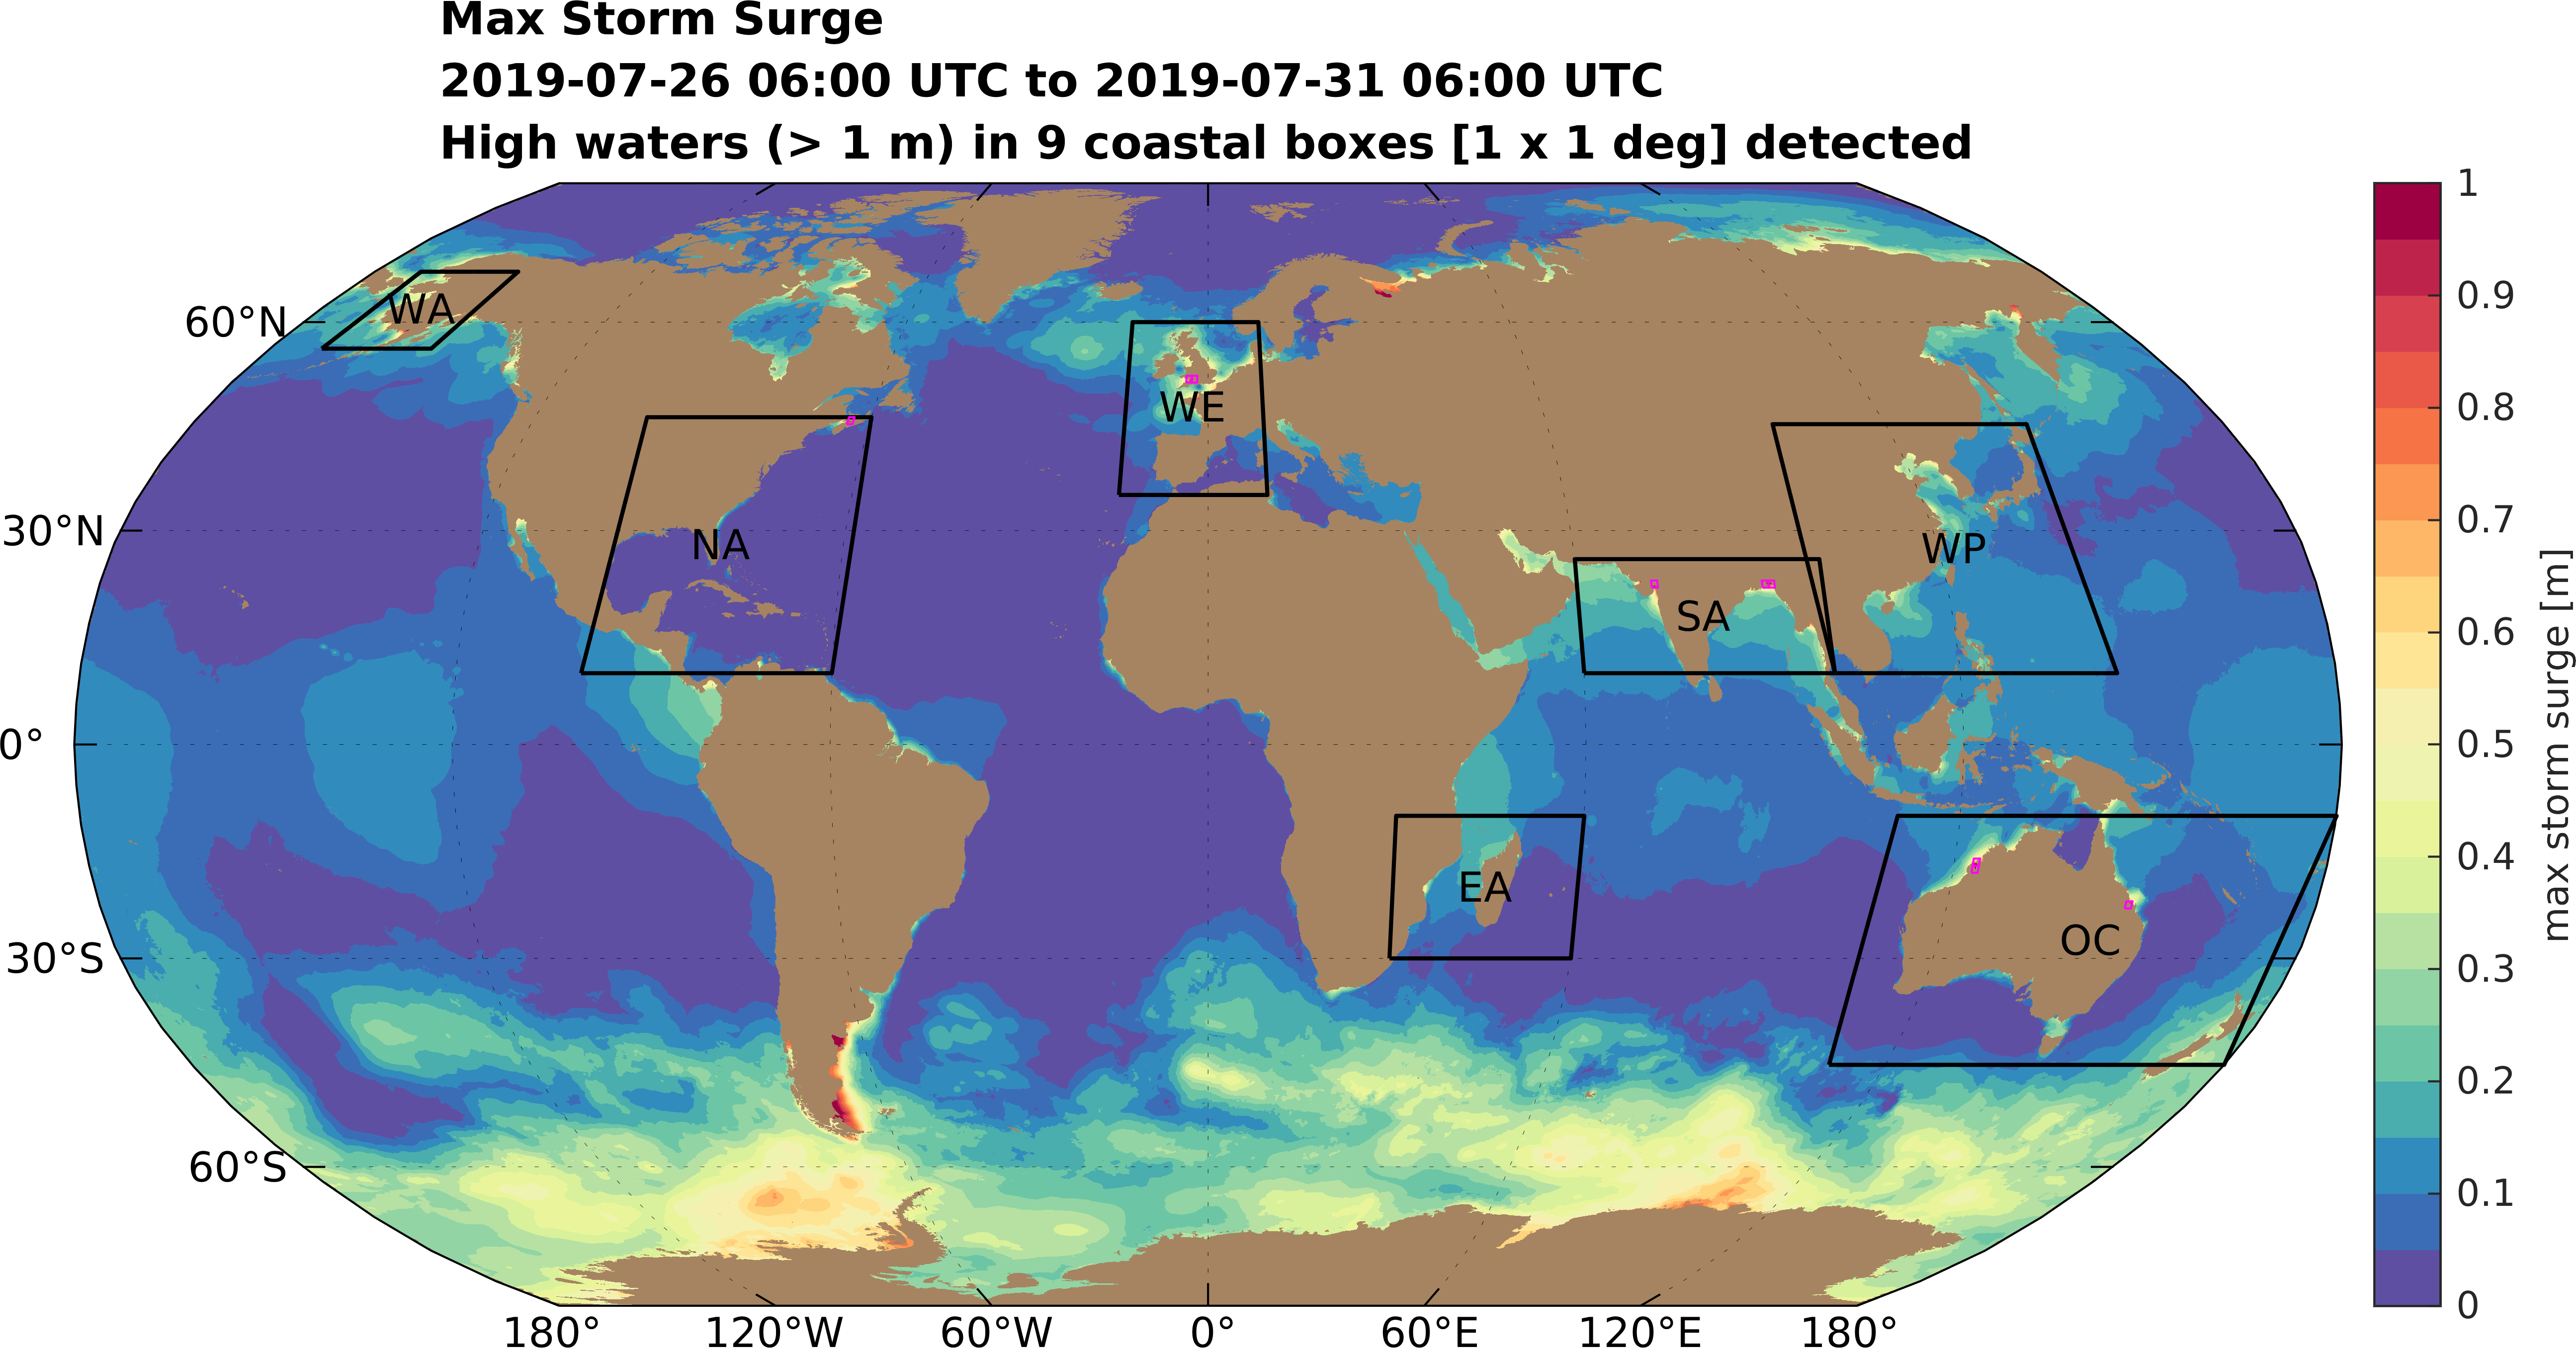 Max Storm Surge
2019-07-26 06:00 UTC to 2019-07-31 06:00 UTC
High waters (> 1 m) in 9 coastal boxes [1 x 1 deg] detected
60°N
30°N
0°
30°S
60°S
180°
120°W
60°W
0°
60°E
120°E
180°
WA
WE
NA
WP
SA
EA
OC
1
0.9
0.8
0.7
0.6
0.5
0.4
0.3
0.2
0.1
0
max storm surge [m]